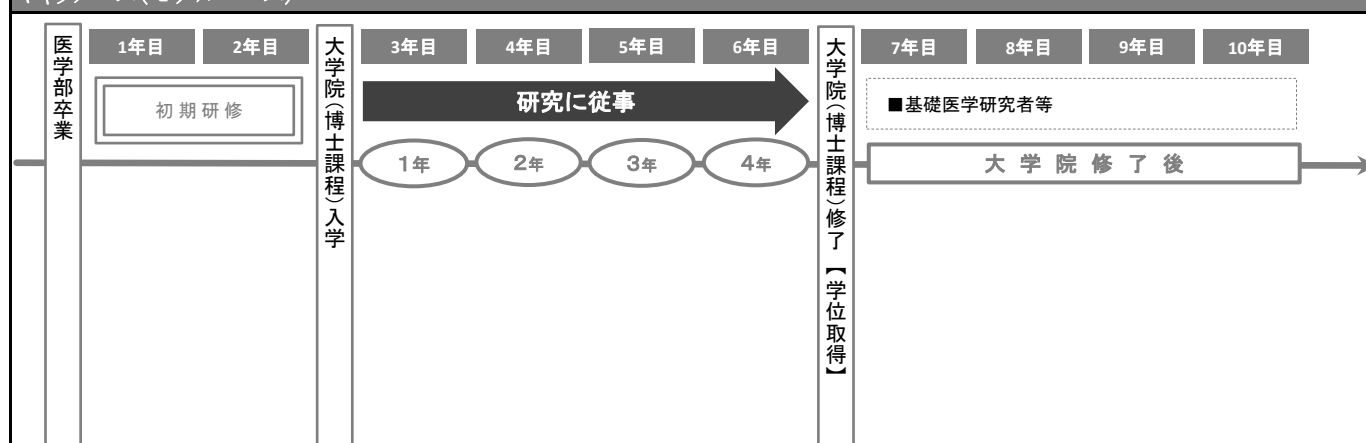 医学部卒業
1年目
2年目
初期研修
大学院（博士課程）入学
3年目
4年目
5年目
6年目
研究に従事
1年
2年
3年
4年
大学院（博士課程）修了【学位取得】
7年目
8年目
9年目
10年目
■基礎医学研究者等
大学院修了後